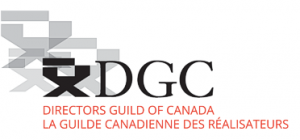 DGC
DIRECTORS GUILD OF CANADA
LA GUILDE CANADIENNE DES RÉALISATEURS